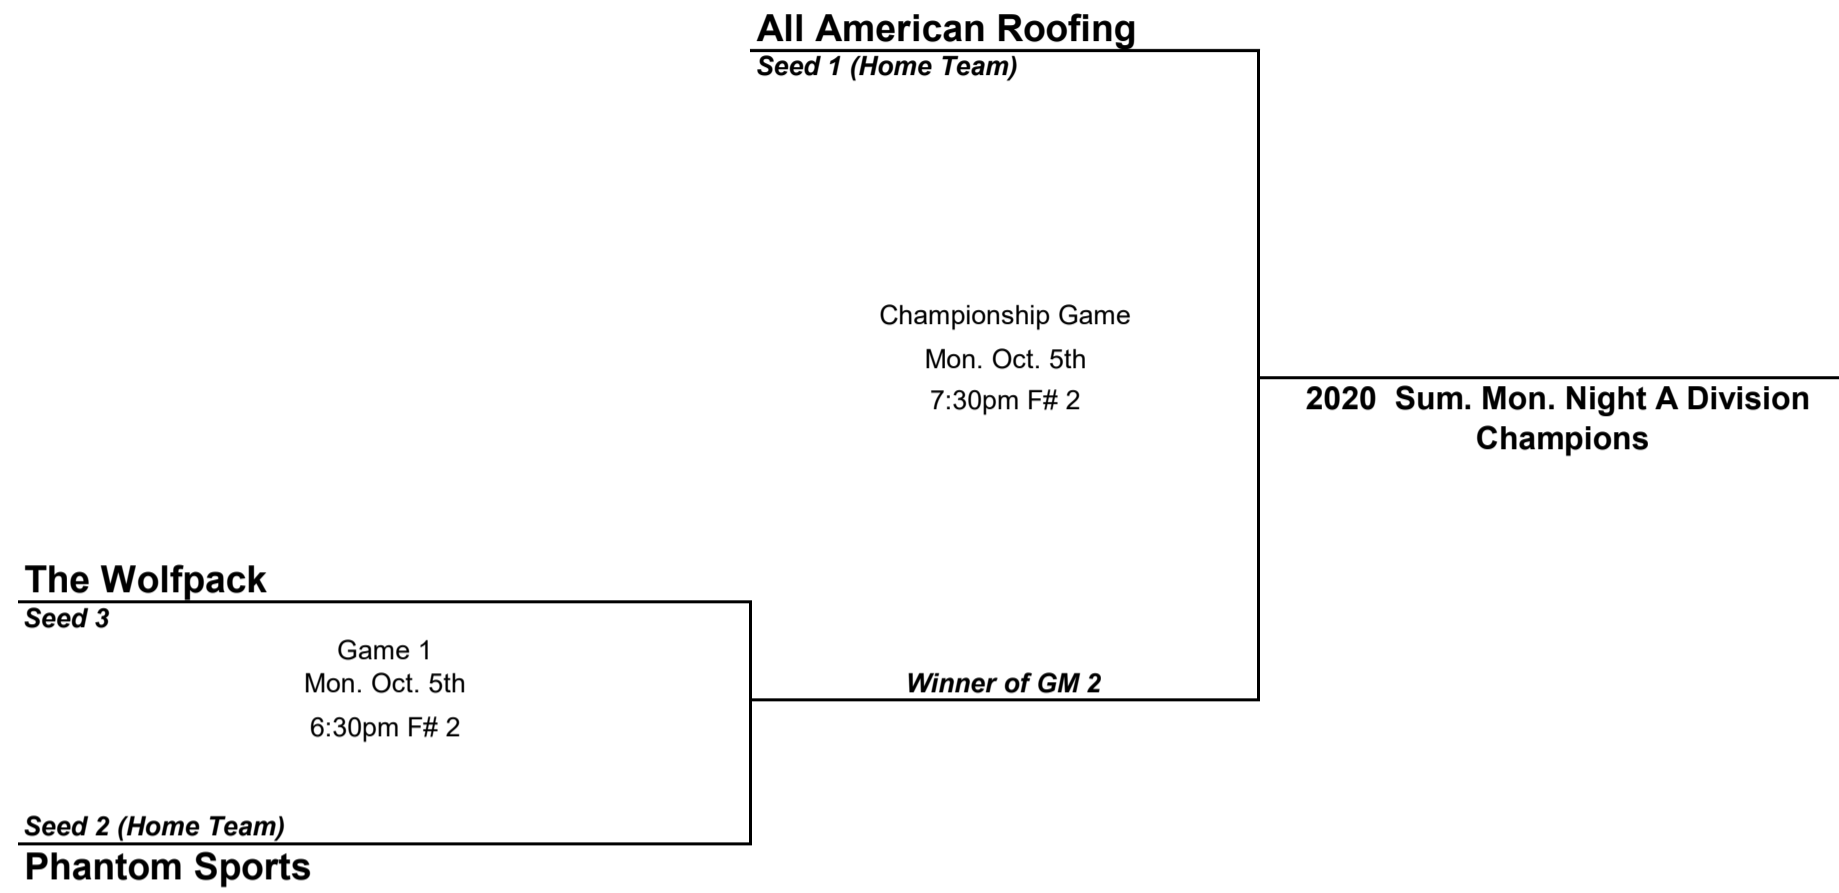 All American Roofing
Seed 1 (Home Team)
Championship Game
Mon. Oct. 5th
7:30pm F# 2
2020 Sum. Mon. Night A Division
Champions
The Wolfpack
Seed 3
Game 1
Mon. Oct. 5th
6:30pm F# 2
Winner of GM 2
Seed 2 (Home Team)
Phantom Sports